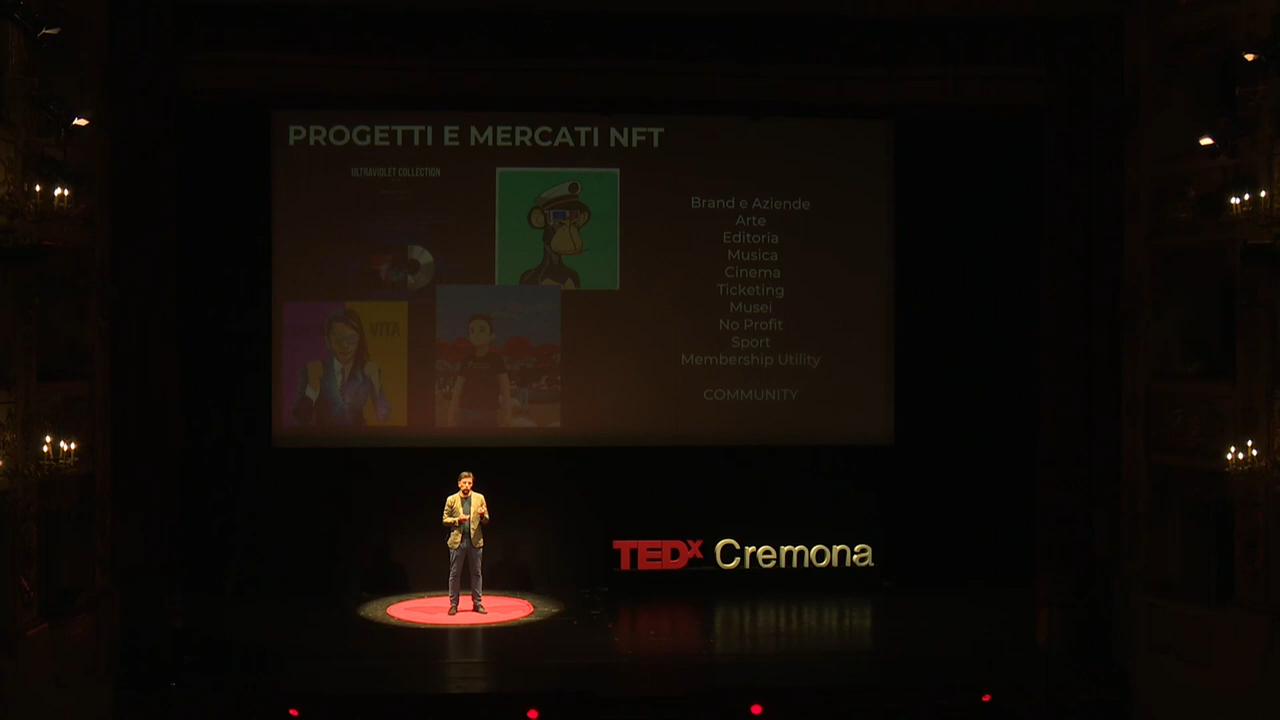 PROGETTI E MERCATI NFT
ULTRAVIOLET COLLECTION
VITA
Brand e Aziende
Arte
Editoria
Musica
Cinema
Ticketing
Musei
No Profit
Sport
Membership Utility
COMMUNITY
TEDx Cremona